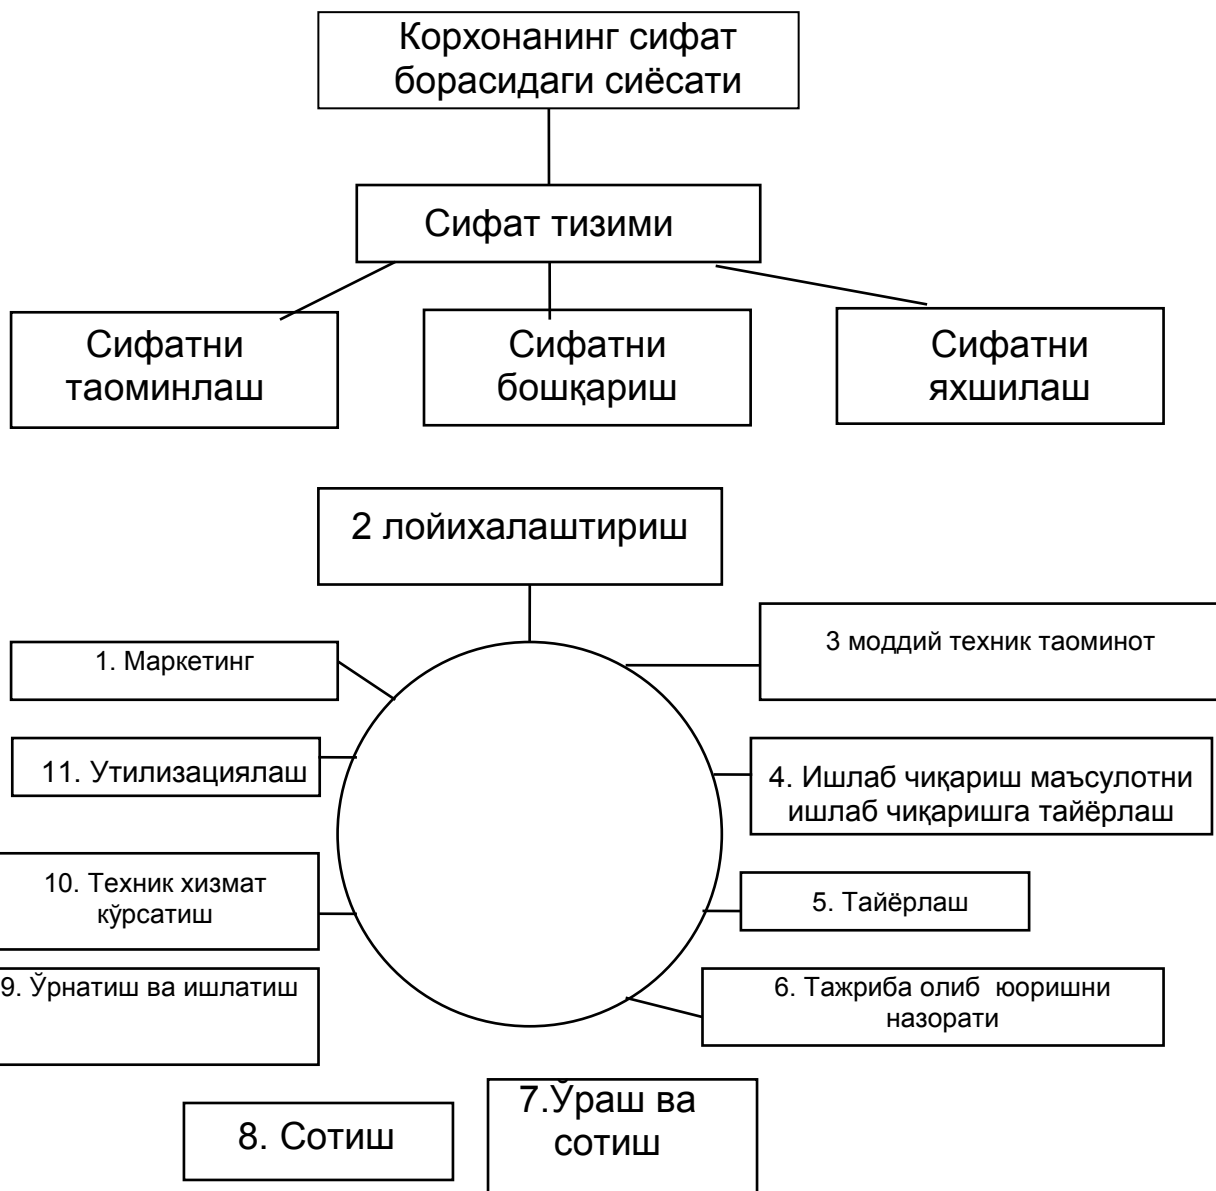 Корхонанинг сифат
борасидаги сиёсати
Сифат тизими
Сифатни
таоминлаш
Сифатни
бошқариш
Сифатни
яхшилаш
2 лойихалаштириш
1. Маркетинг
3 моддий техник таоминот
11. Утилизациялаш
4. Ишлаб чиқариш маъсулотни
ишлаб чиқаришга тайёрлаш
10. Техник хизмат
кўрсатиш
5. Тайёрлаш
9. Ўрнатиш ва ишлатиш
6. Тажриба олиб  юоришни
назорати
7.Ўраш ва
сотиш
8. Сотиш